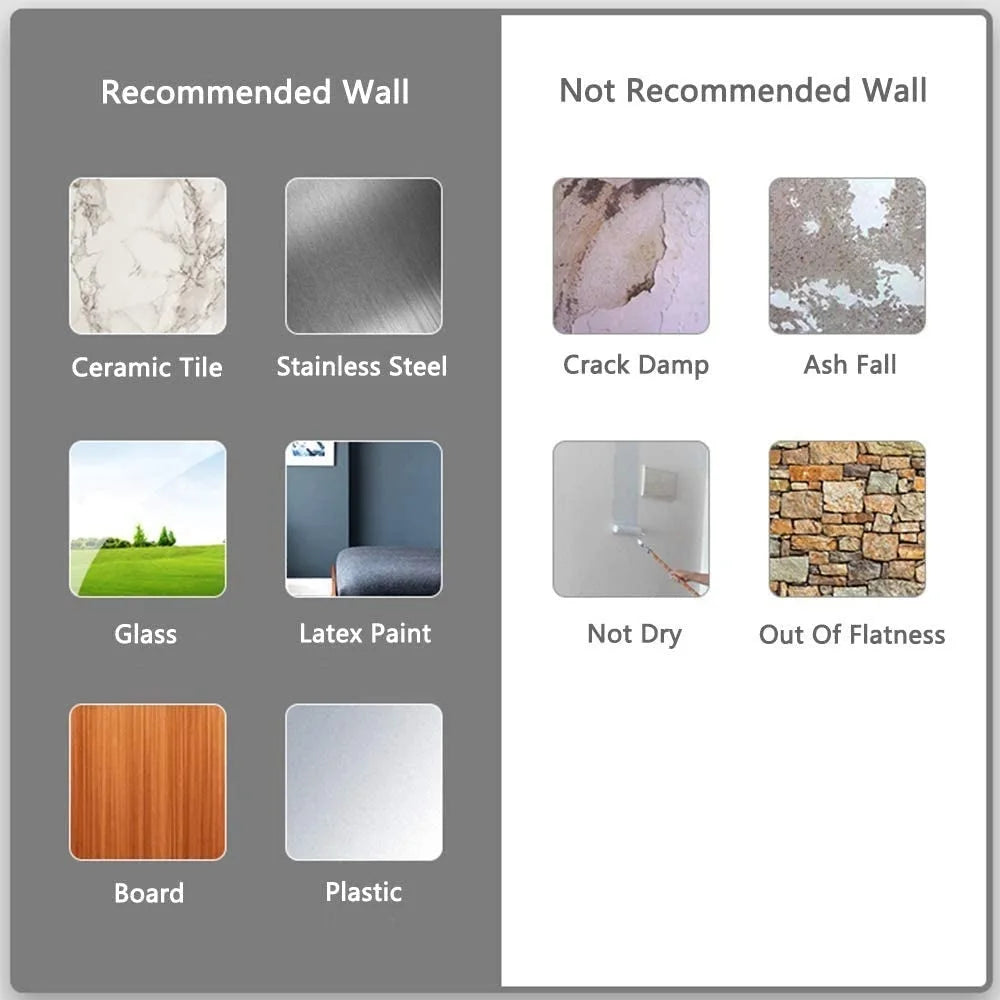 Recommended Wall
Not Recommended Wall
Ceramic Tile
Stainless Steel
Crack Damp
Ash Fall
Glass
Latex Paint
Not Dry
Out Of Flatness
Board
Plastic